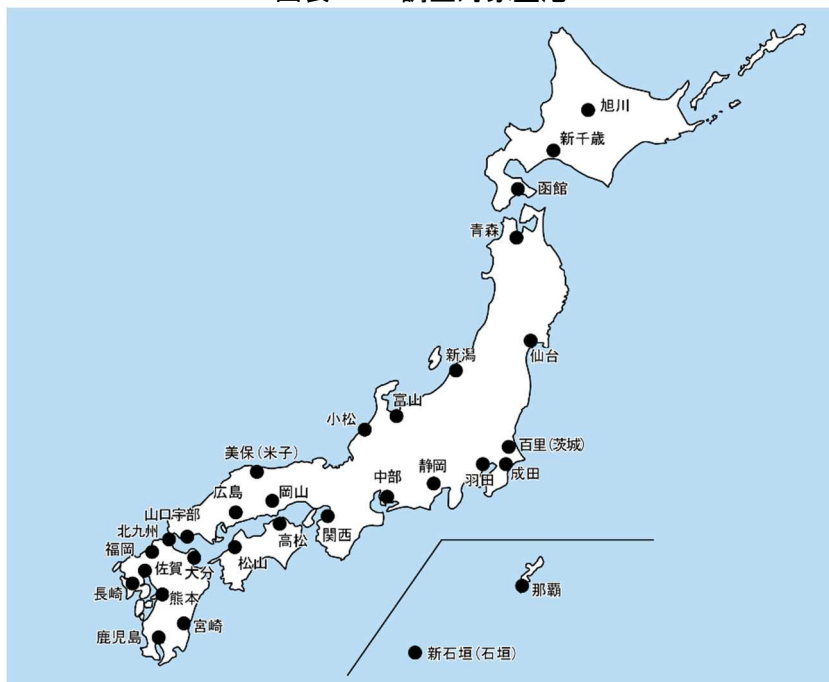 旭川
新千歳
函館
青森
仙台
新潟
富山
小松
百里(茨城)
美保(米子)
中部
静岡
羽田
成田
広島
岡山
山口宇部
北九州
関西
高松
福岡
佐賀
大分
松山
長崎
熊本
那覇
宮崎
鹿児島
新石垣(石垣)